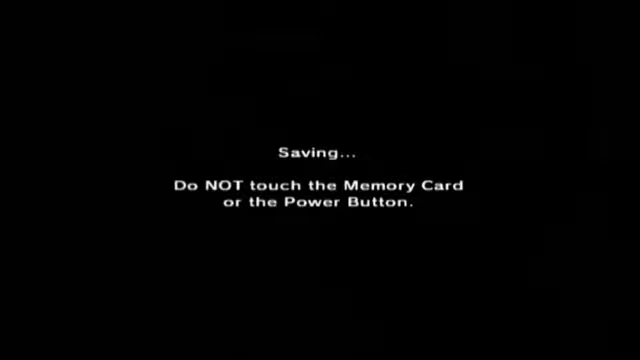 Saving...
Do NOT touch the Memory Card
or the Power Button.